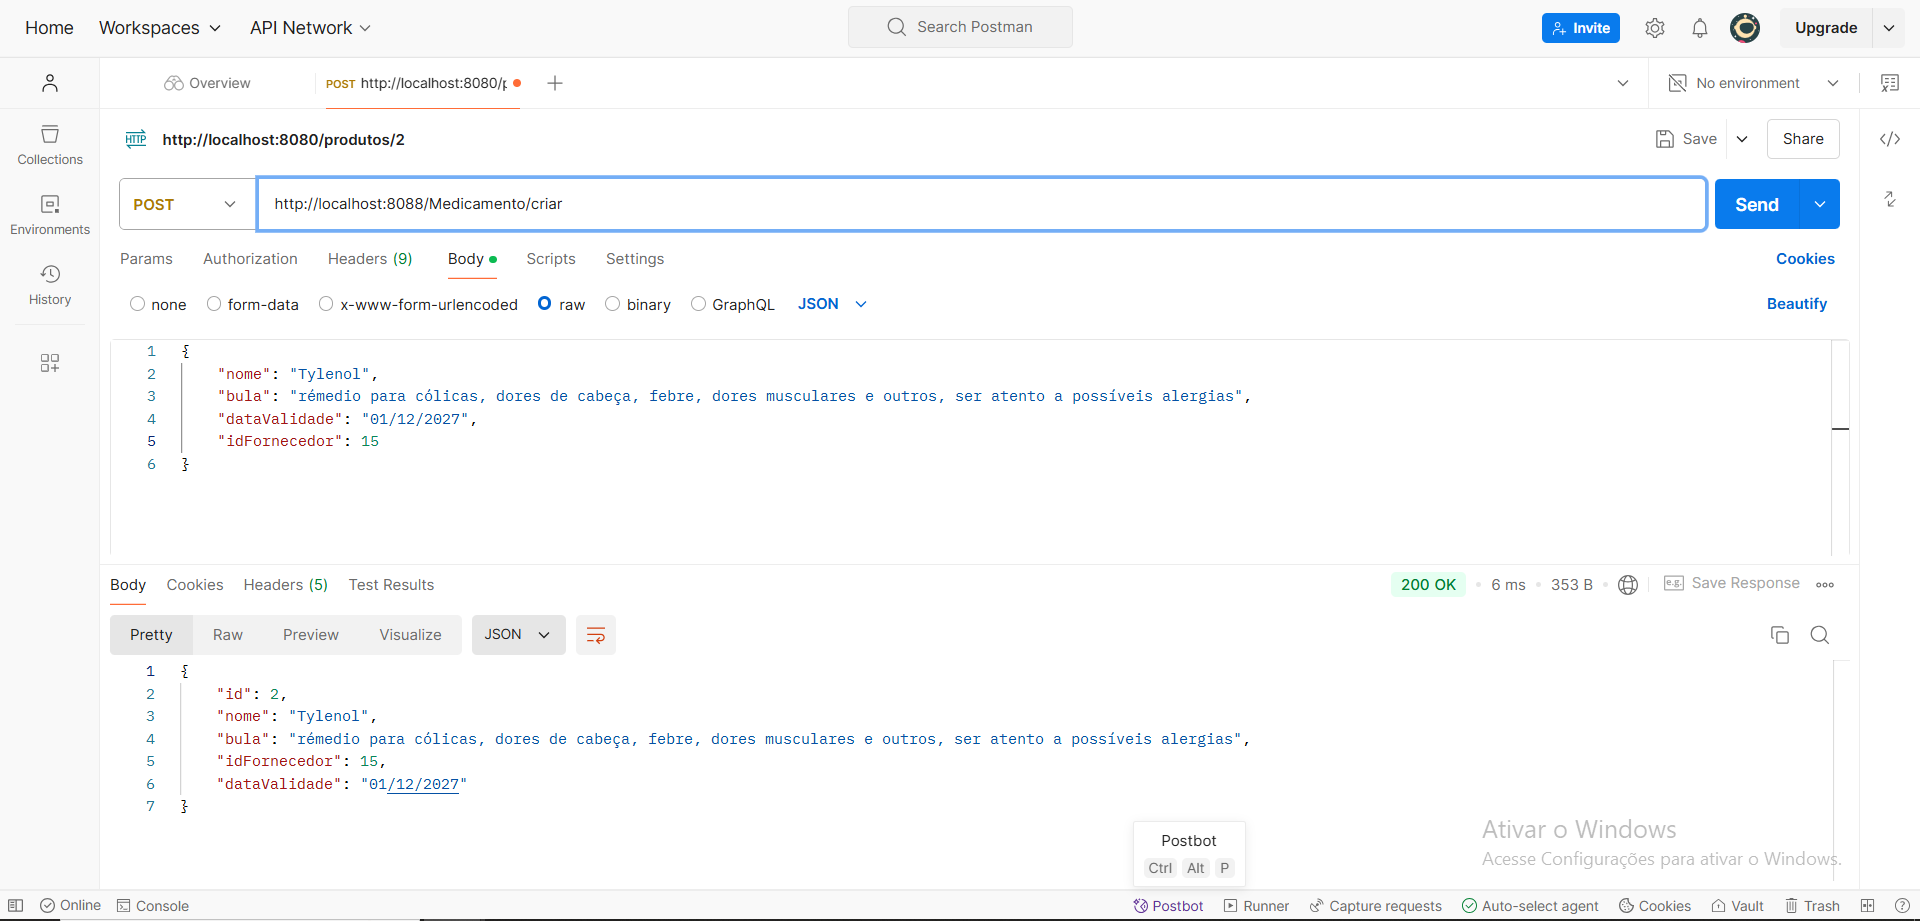 Home Workspaces API Network Search Postman Invite Upgrade
Overview POST http://localhost:8080/p No environment
HTTP http://localhost:8080/produtos/2 Save Share
POST http://localhost:8088/Medicamento/criar Send
Params Authorization Headers (9) Body Scripts Settings Cookies
none form-data x-www-form-urlencoded raw binary GraphQL JSON Beautify
Collections
Environments
History
1 {
2 "nome": "Tylenol",
3 "bula": "rémedio para cólicas, dores de cabeça, febre, dores musculares e outros, ser atento a possíveis alergias",
4 "dataValidade": "01/12/2027",
5 "idFornecedor": 15
6 }
Body Cookies Headers (5) Test Results 200 OK 6 ms 353 B e.g. Save Response
Pretty Raw Preview Visualize JSON
1 {
2 "id": 2,
3 "nome": "Tylenol",
4 "bula": "rémedio para cólicas, dores de cabeça, febre, dores musculares e outros, ser atento a possíveis alergias",
5 "idFornecedor": 15,
6 "dataValidade": "01/12/2027"
7 }
Postbot
Ctrl Alt P
Ativar o Windows
Acesse Configurações para ativar o Windows.
Online Console Postbot Runner Capture requests Auto-select agent Cookies Vault Trash